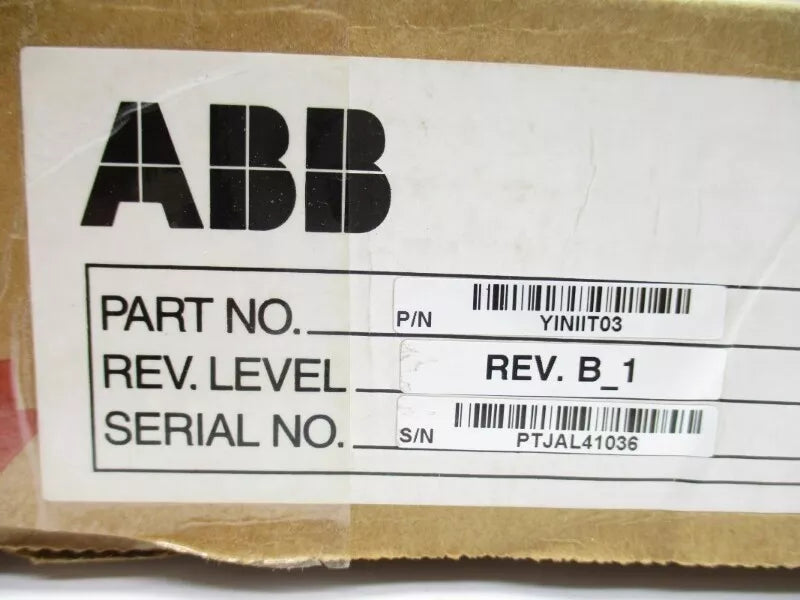 ABB
PART NO. P/N YINIIT03
REV. LEVEL REV. B_1
SERIAL NO. S/N PTJAL41036